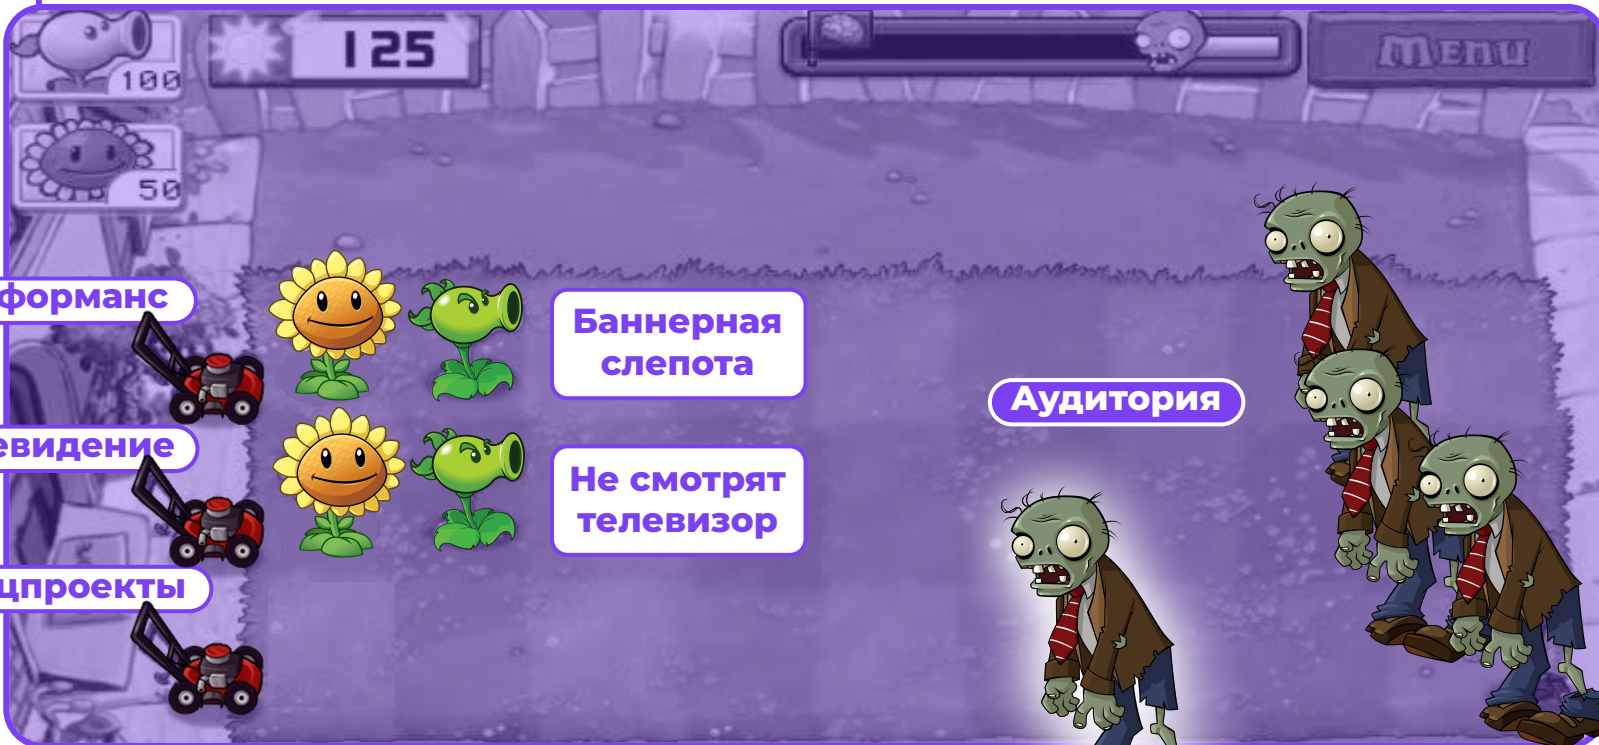 100
125
MENU
50
форманс
Баннерная
слепота
Аудитория
евидение
Не смотрят
телевизор
цпроекты